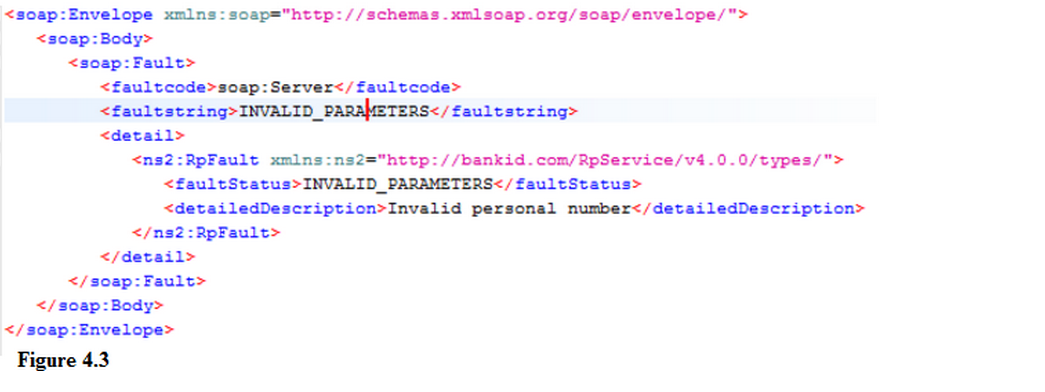 <soap:Envelope xmlns:soap="http://schemas.xmlsoap.org/soap/envelope/">
<soap:Body>
<soap:Fault>
<faultcode>soap:Server</faultcode>
<faultstring>INVALID_PARAMETERS</faultstring>
<detail>
<ns2:RpFault xmlns:ns2="http://bankid.com/RpService/v4.0.0/types/">
<faultStatus>INVALID_PARAMETERS</faultStatus>
<detailedDescription>Invalid personal number</detailedDescription>
</ns2:RpFault>
</detail>
</soap:Fault>
</soap:Body>
</soap:Envelope>
Figure 4.3